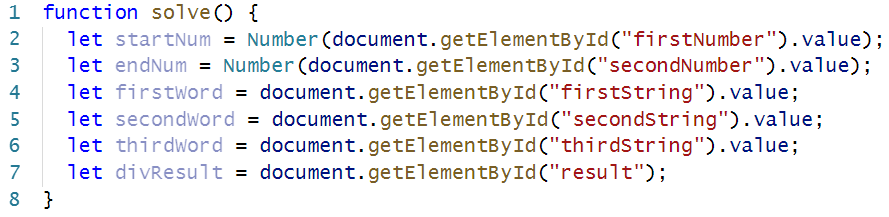 1 function solve() {
2 let startNum = Number(document.getElementById("firstNumber").value);
3 let endNum = Number(document.getElementById("secondNumber").value);
4 let firstWord = document.getElementById("firstString").value;
5 let secondWord = document.getElementById("secondString").value;
6 let thirdWord = document.getElementById("thirdString").value;
7 let divResult = document.getElementById("result");
8 }